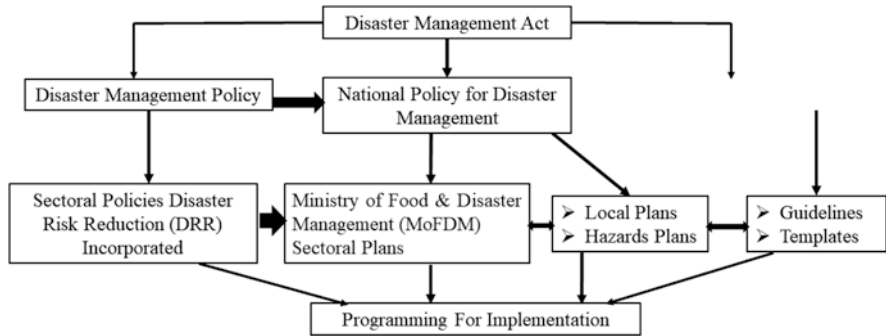 Disaster Management Act
Disaster Management Policy
National Policy for Disaster
Management
Sectoral Policies Disaster
Risk Reduction (DRR)
Incorporated
Ministry of Food & Disaster
Management (MoFDM)
Sectoral Plans
➢ Local Plans
➢ Hazards Plans
➢ Guidelines
➢ Templates
Programming For Implementation